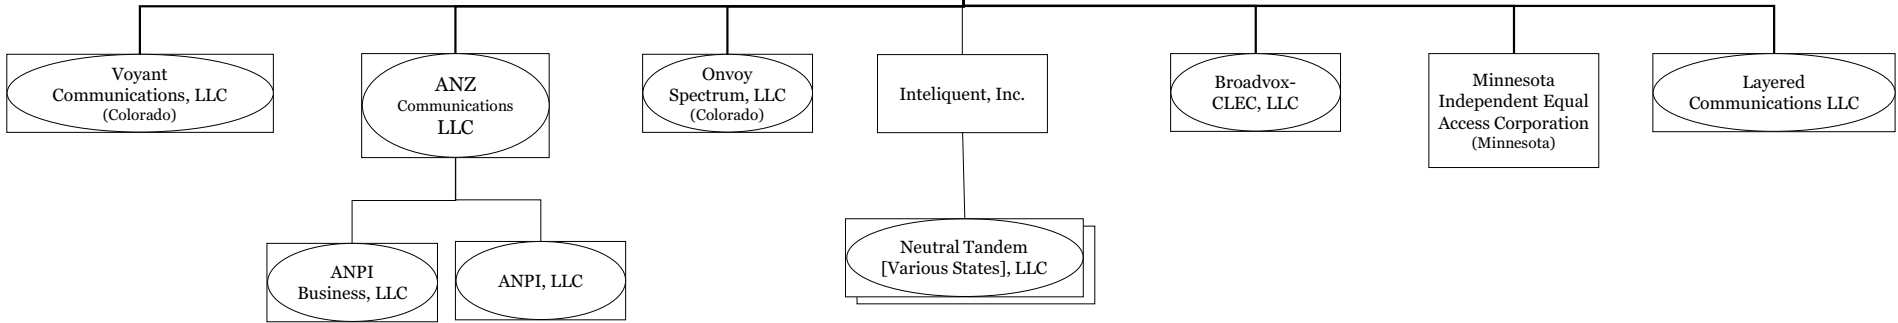 Voyant
Communications, LLC
(Colorado)
ANZ
Communications
LLC
Onvoy
Spectrum, LLC
(Colorado)
Inteliquent, Inc.
Broadvox-
CLEC, LLC
Minnesota
Independent Equal
Access Corporation
(Minnesota)
Layered
Communications LLC
ANPI
Business, LLC
ANPI, LLC
Neutral Tandem
[Various States], LLC